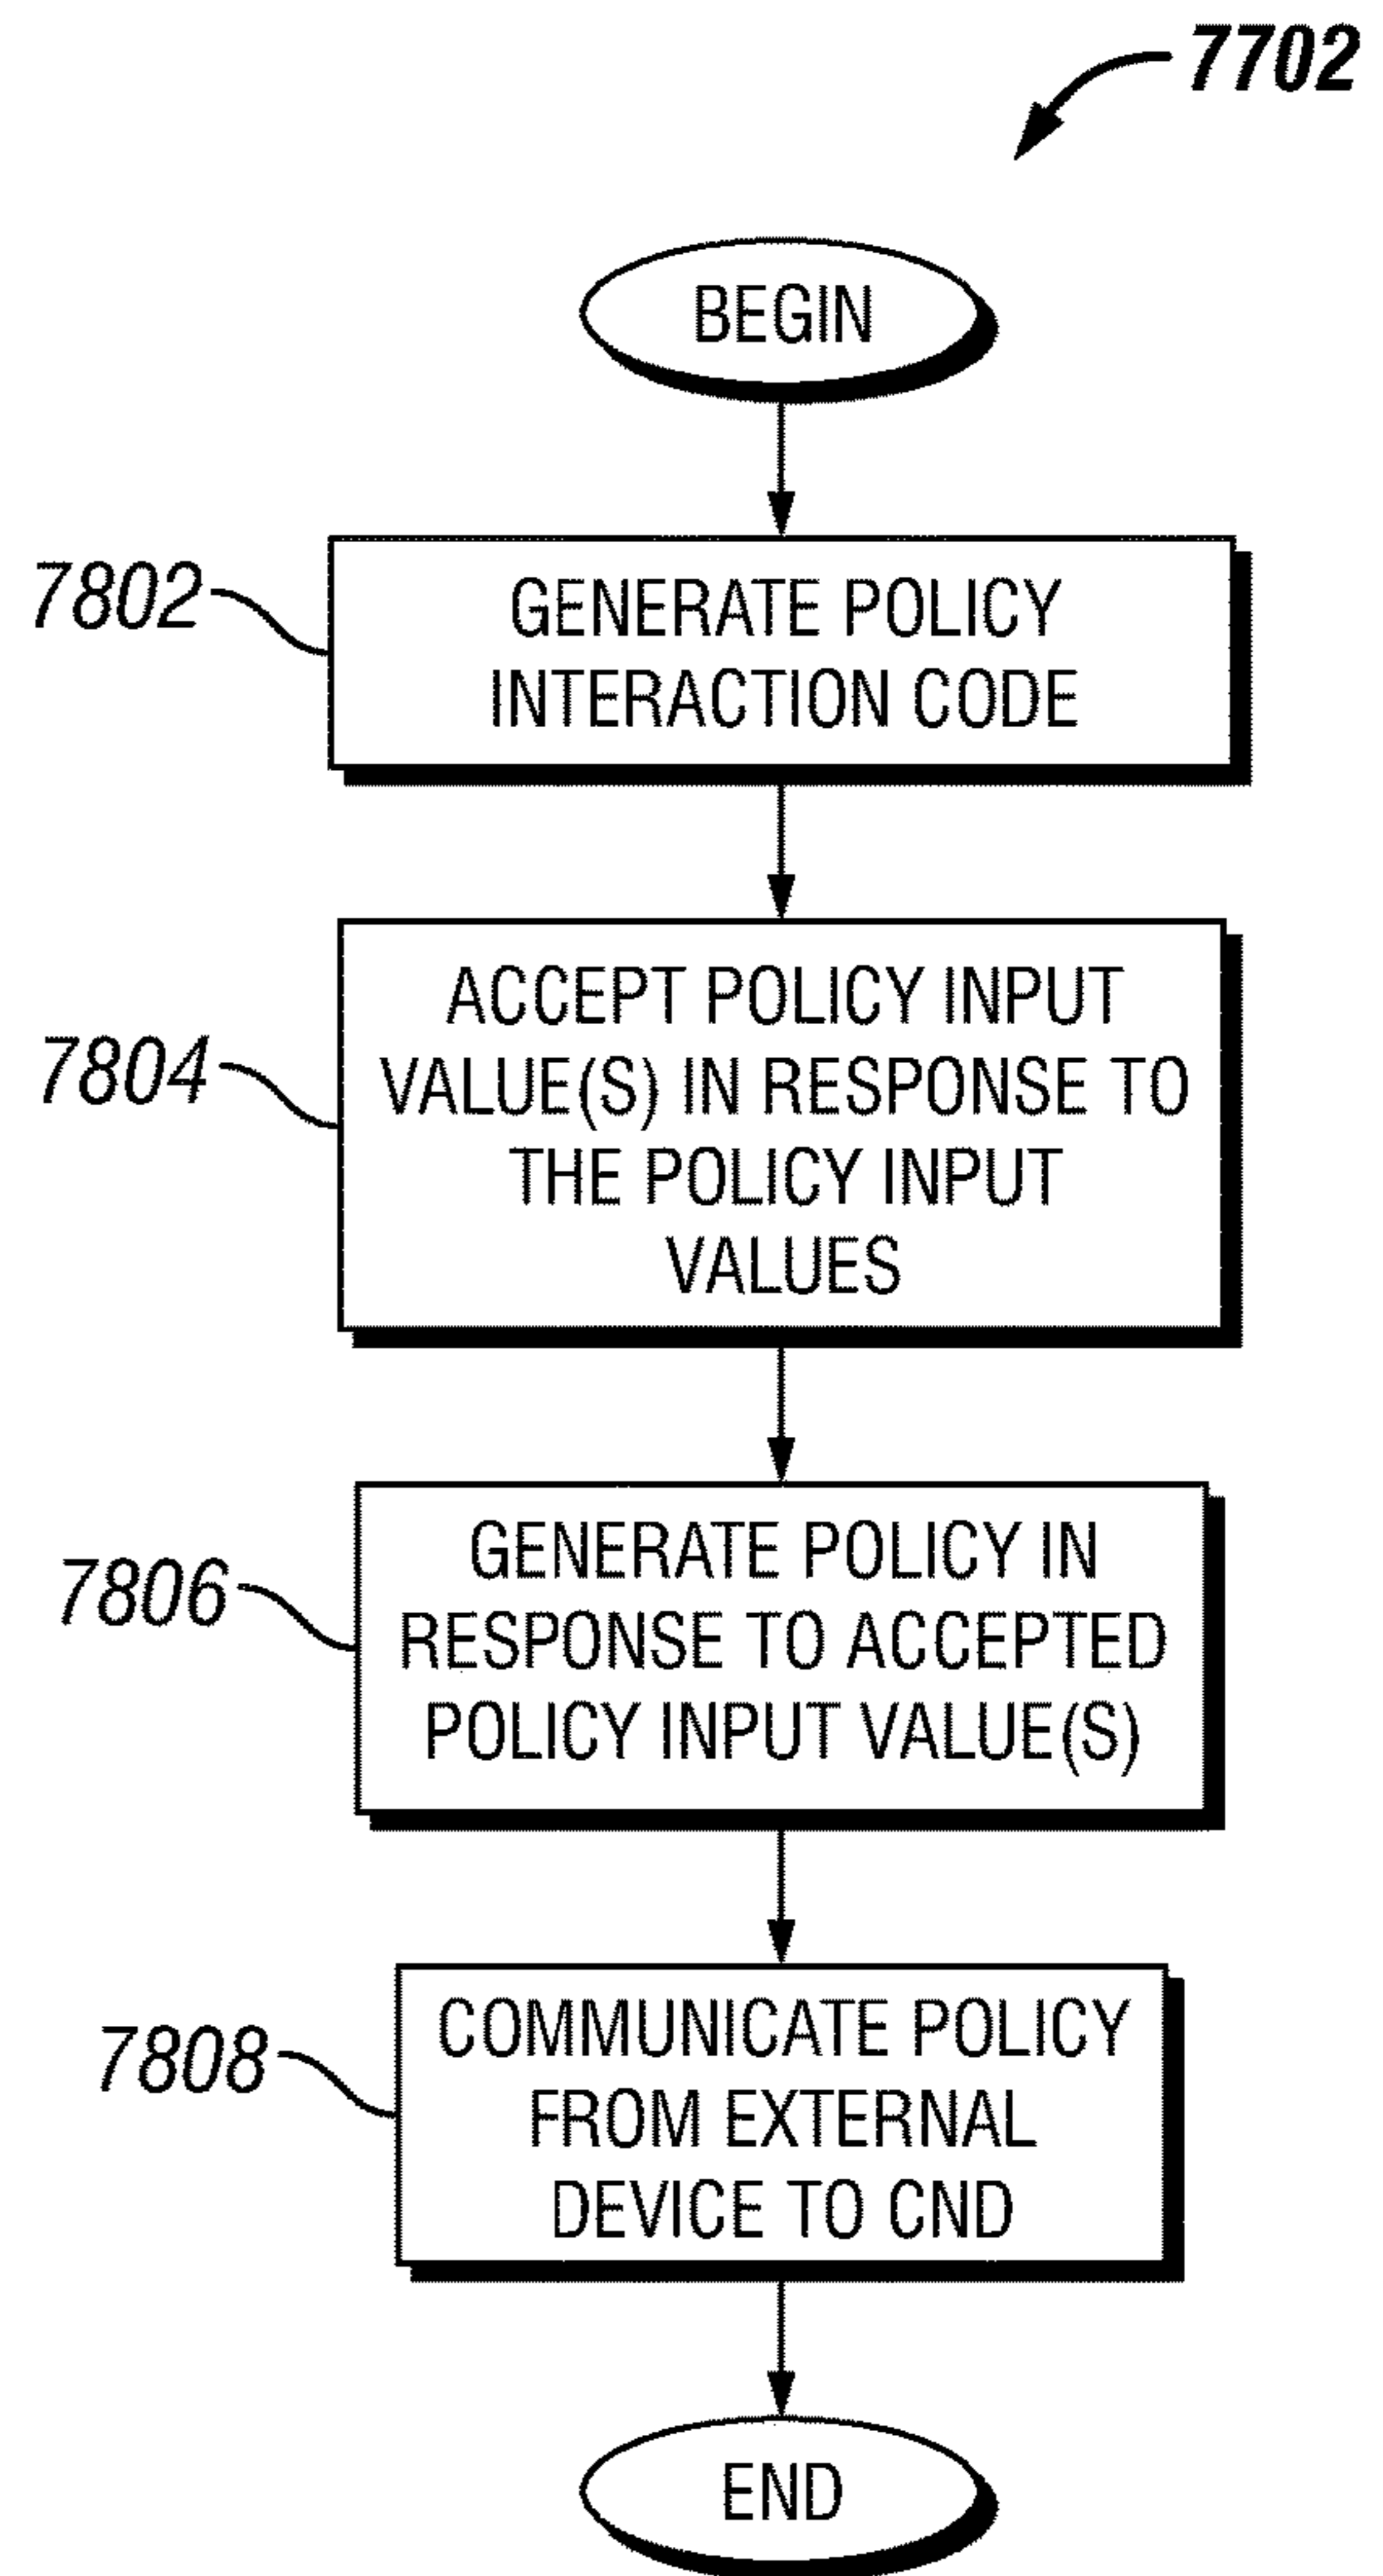 7702
BEGIN
7802
GENERATE POLICY
INTERACTION CODE
7804
ACCEPT POLICY INPUT
VALUE(S) IN RESPONSE TO
THE POLICY INPUT
VALUES
7806
GENERATE POLICY IN
RESPONSE TO ACCEPTED
POLICY INPUT VALUE(S)
7808
COMMUNICATE POLICY
FROM EXTERNAL
DEVICE TO CND
END